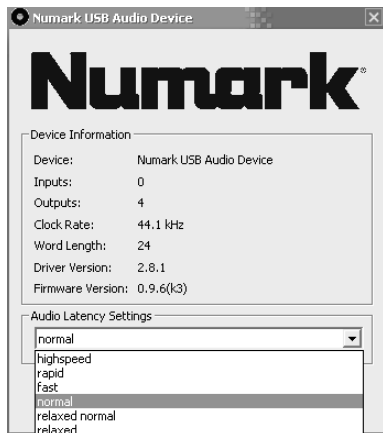 Numark USB Audio Device
Numark®
Device Information
Device: Numark USB Audio Device
Inputs: 0
Outputs: 4
Clock Rate: 44.1 kHz
Word Length: 24
Driver Version: 2.8.1
Firmware Version: 0.9.6(k3)
Audio Latency Settings
normal
highspeed
rapid
fast
normal
relaxed normal
relaxed